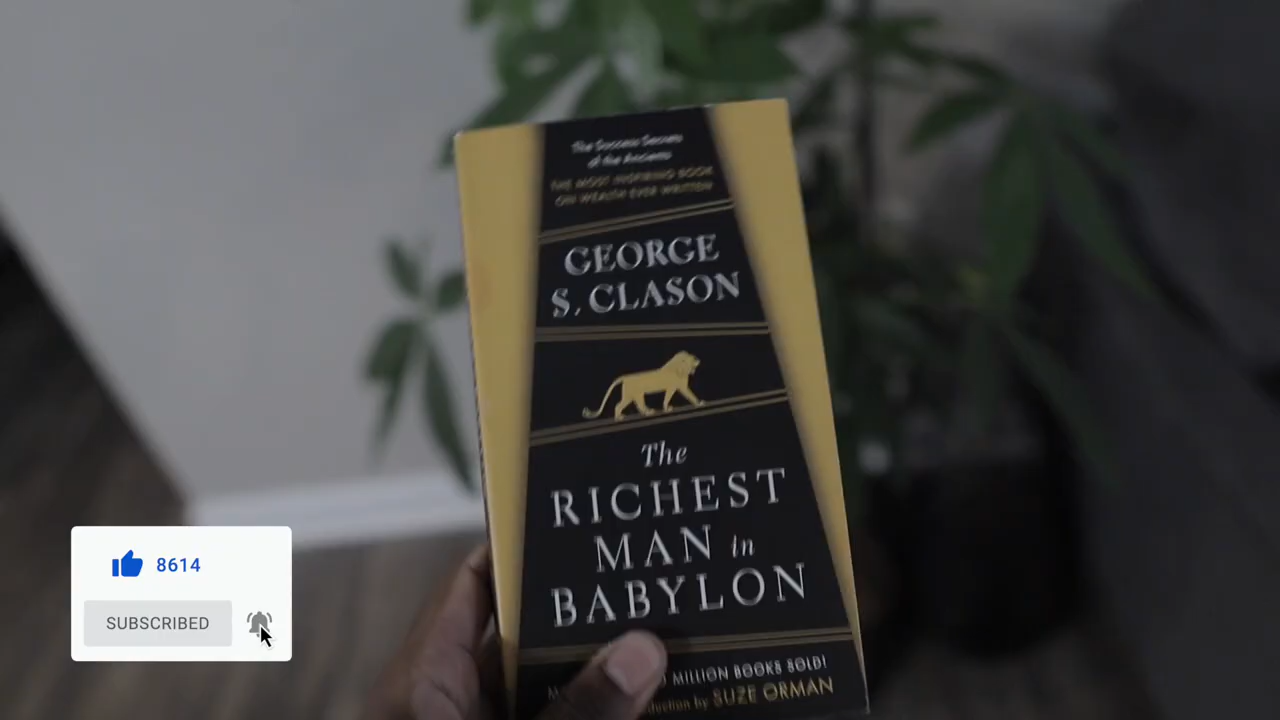 The Success Secrets
of the Ancients
THE MOST INSPIRING BOOK
ON WEALTH EVER WRITTEN
GEORGE
S. CLASON
The
RICHEST
MAN in
BABYLON
MILLION BOOKS SOLD!
by SUZE ORMAN
8614
SUBSCRIBED